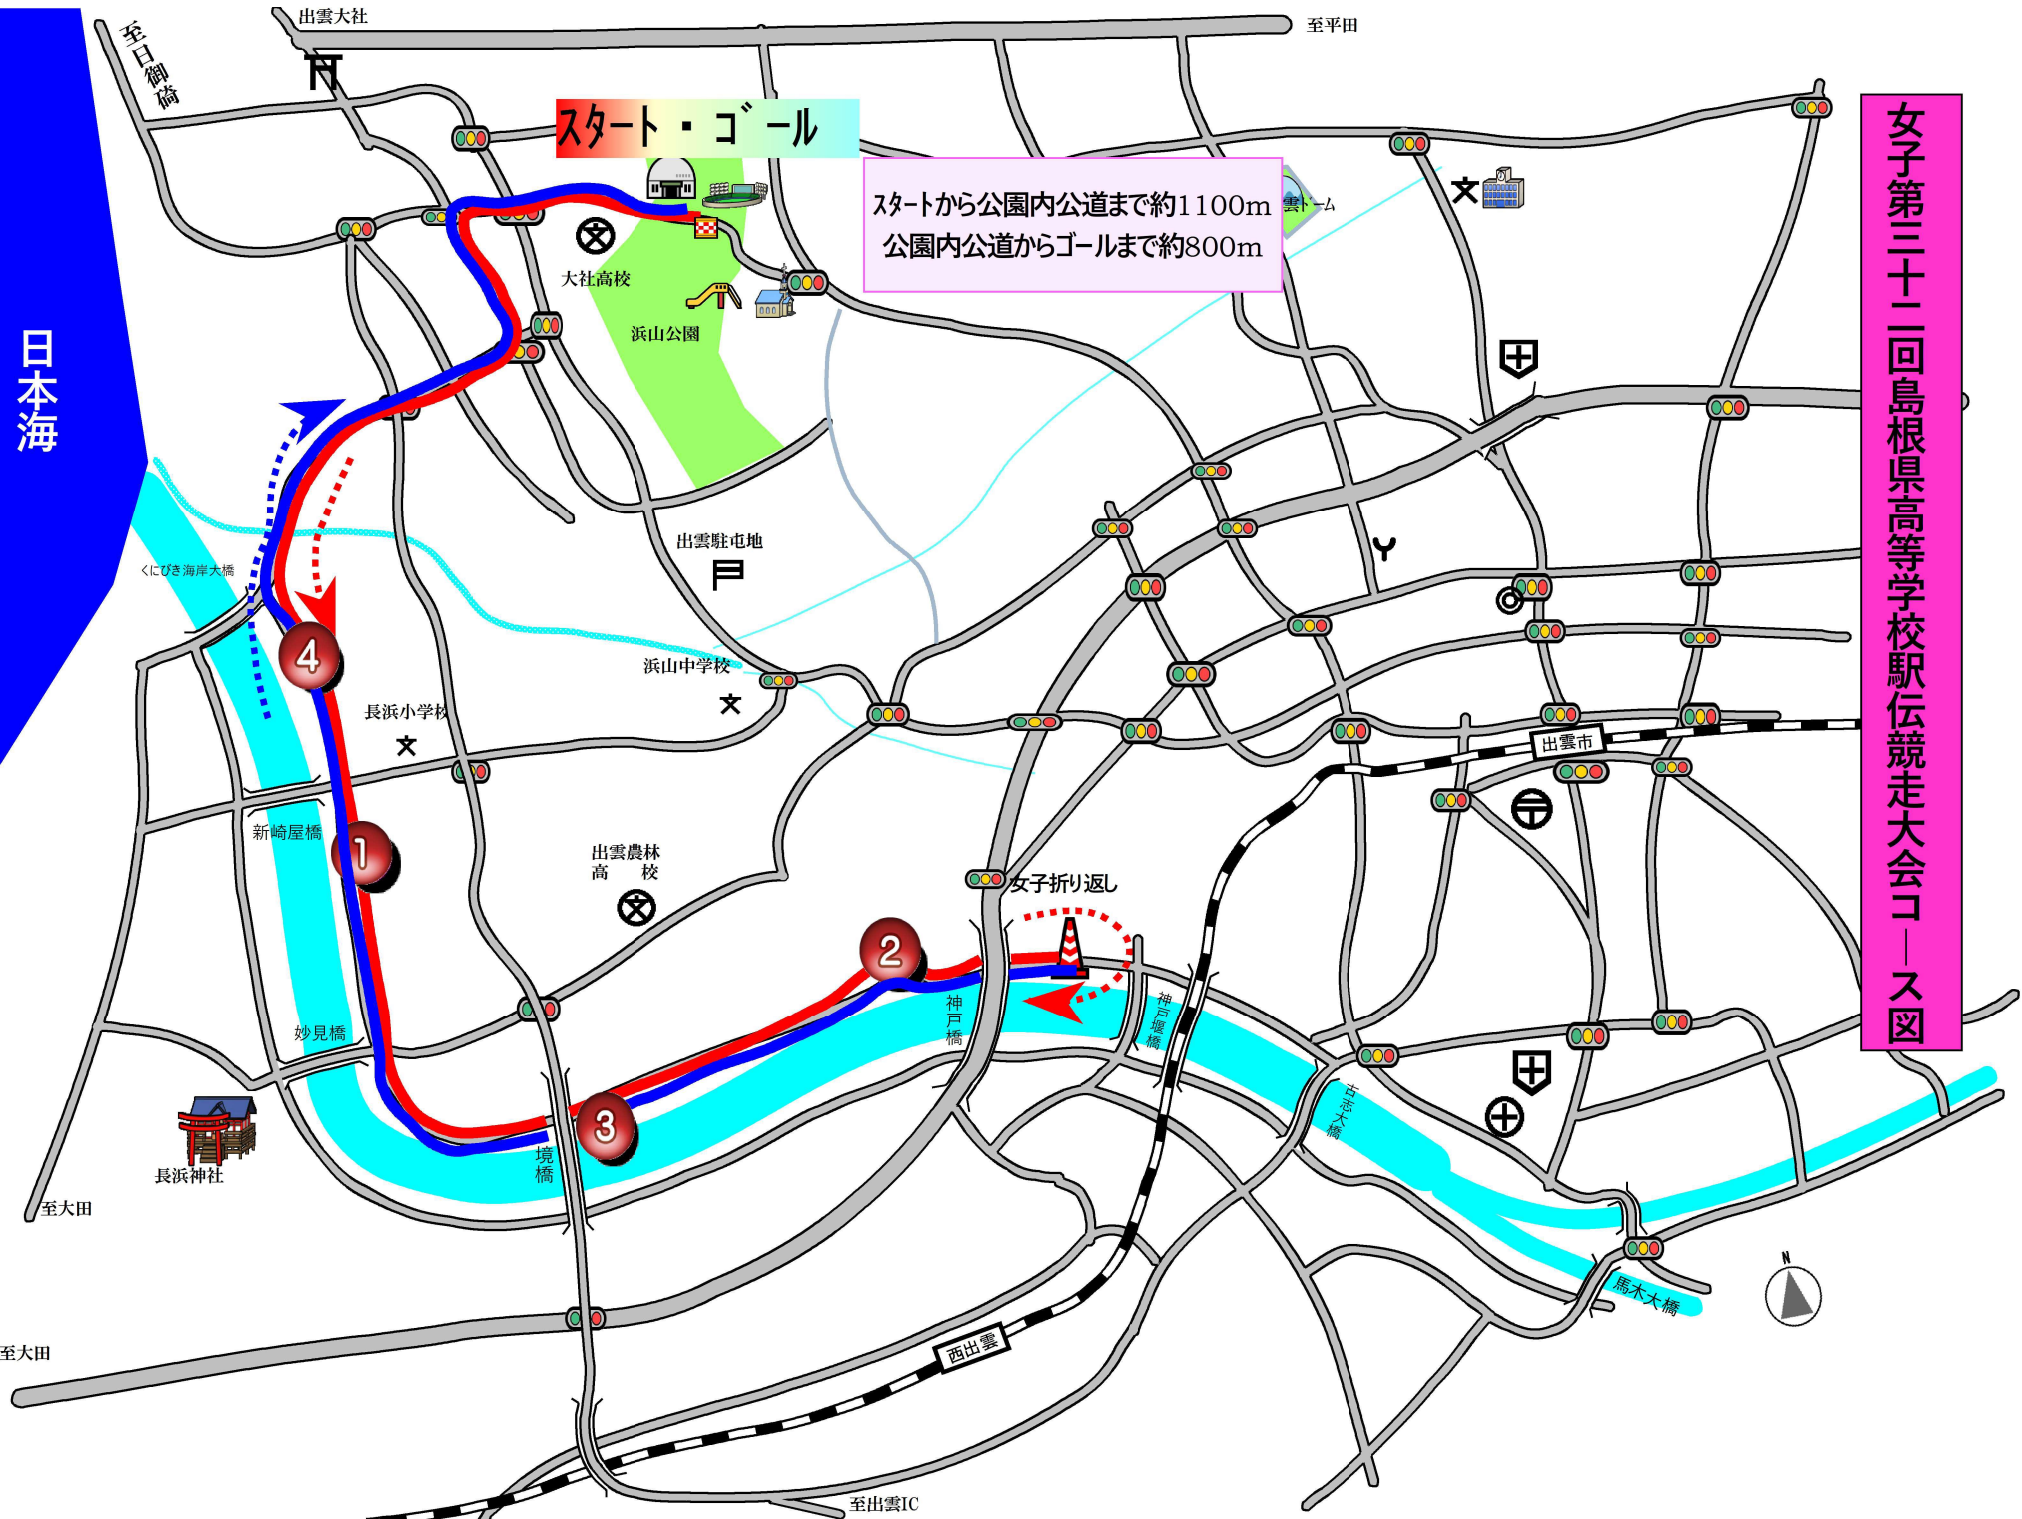 女子第三十二回島根県高等学校駅伝競走大会コース図
スタート・ゴール
スタートから公園内公道まで約1100m
公園内公道からゴールまで約800m
出雲大社
至平田
至日御碕
日本海
大社高校
浜山公園
雲ドーム
出雲駐屯地
くにびき海岸大橋
浜山中学校
長浜小学校
4
新崎屋橋
1
出雲農林
高 校
出雲市
女子折り返し
2
神戸橋
神戸堰橋
妙見橋
3
境橋
古志大橋
長浜神社
至大田
馬木大橋
N
至大田
西出雲
至出雲IC